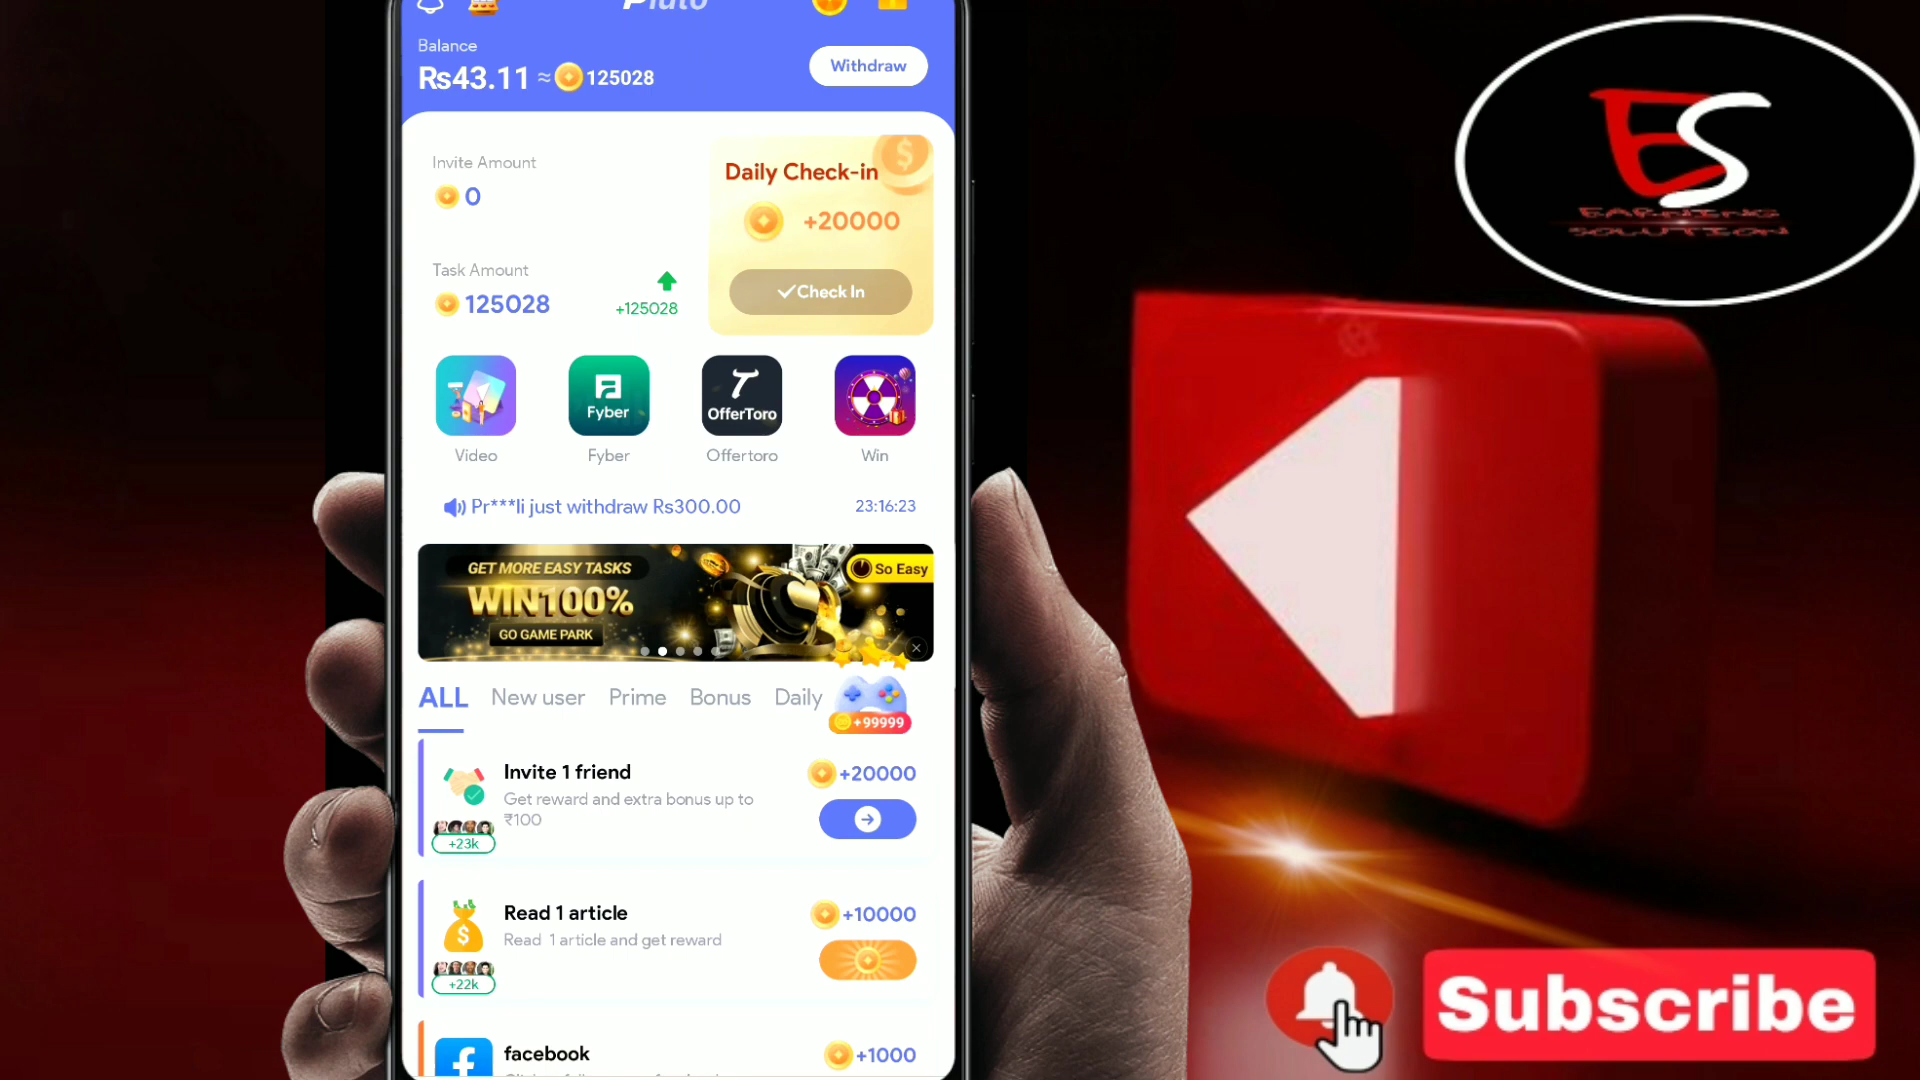 Pluto
Balance
Rs43.11 ≈ 125028
Withdraw
Invite Amount
0
Daily Check-in
+20000
Check In
Task Amount
125028
+125028
Fyber
OfferToro
Video
Fyber
Offertoro
Win
Pr***li just withdraw Rs300.00
23:16:23
GET MORE EASY TASKS
WIN100%
GO GAME PARK
So Easy
ALL
New user
Prime
Bonus
Daily
+99999
Invite 1 friend
Get reward and extra bonus up to
₹100
+20000
+23k
Read 1 article
Read 1 article and get reward
+10000
+22k
facebook
+1000
ES
EARNING
SOLUTION
Subscribe